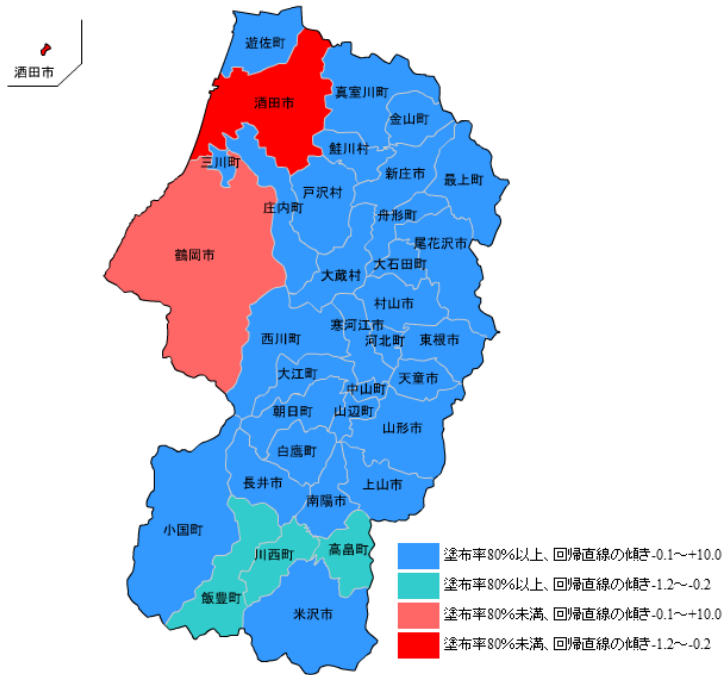 遊佐町
酒田市
酒田市
真室川町
金山町
鮭川村
三川町
新庄市
最上町
戸沢村
庄内町
舟形町
尾花沢市
鶴岡市
大蔵村
大石田町
村山市
寒河江市
西川町
河北町
東根市
大江町
天童市
中山町
朝日町
山辺町
山形市
白鷹町
長井市
上山市
南陽市
小国町
高畠町
川西町
飯豊町
米沢市
塗布率80%以上、回帰直線の傾き-0.1～+10.0
塗布率80%以上、回帰直線の傾き-1.2～-0.2
塗布率80%未満、回帰直線の傾き-0.1～+10.0
塗布率80%未満、回帰直線の傾き-1.2～-0.2